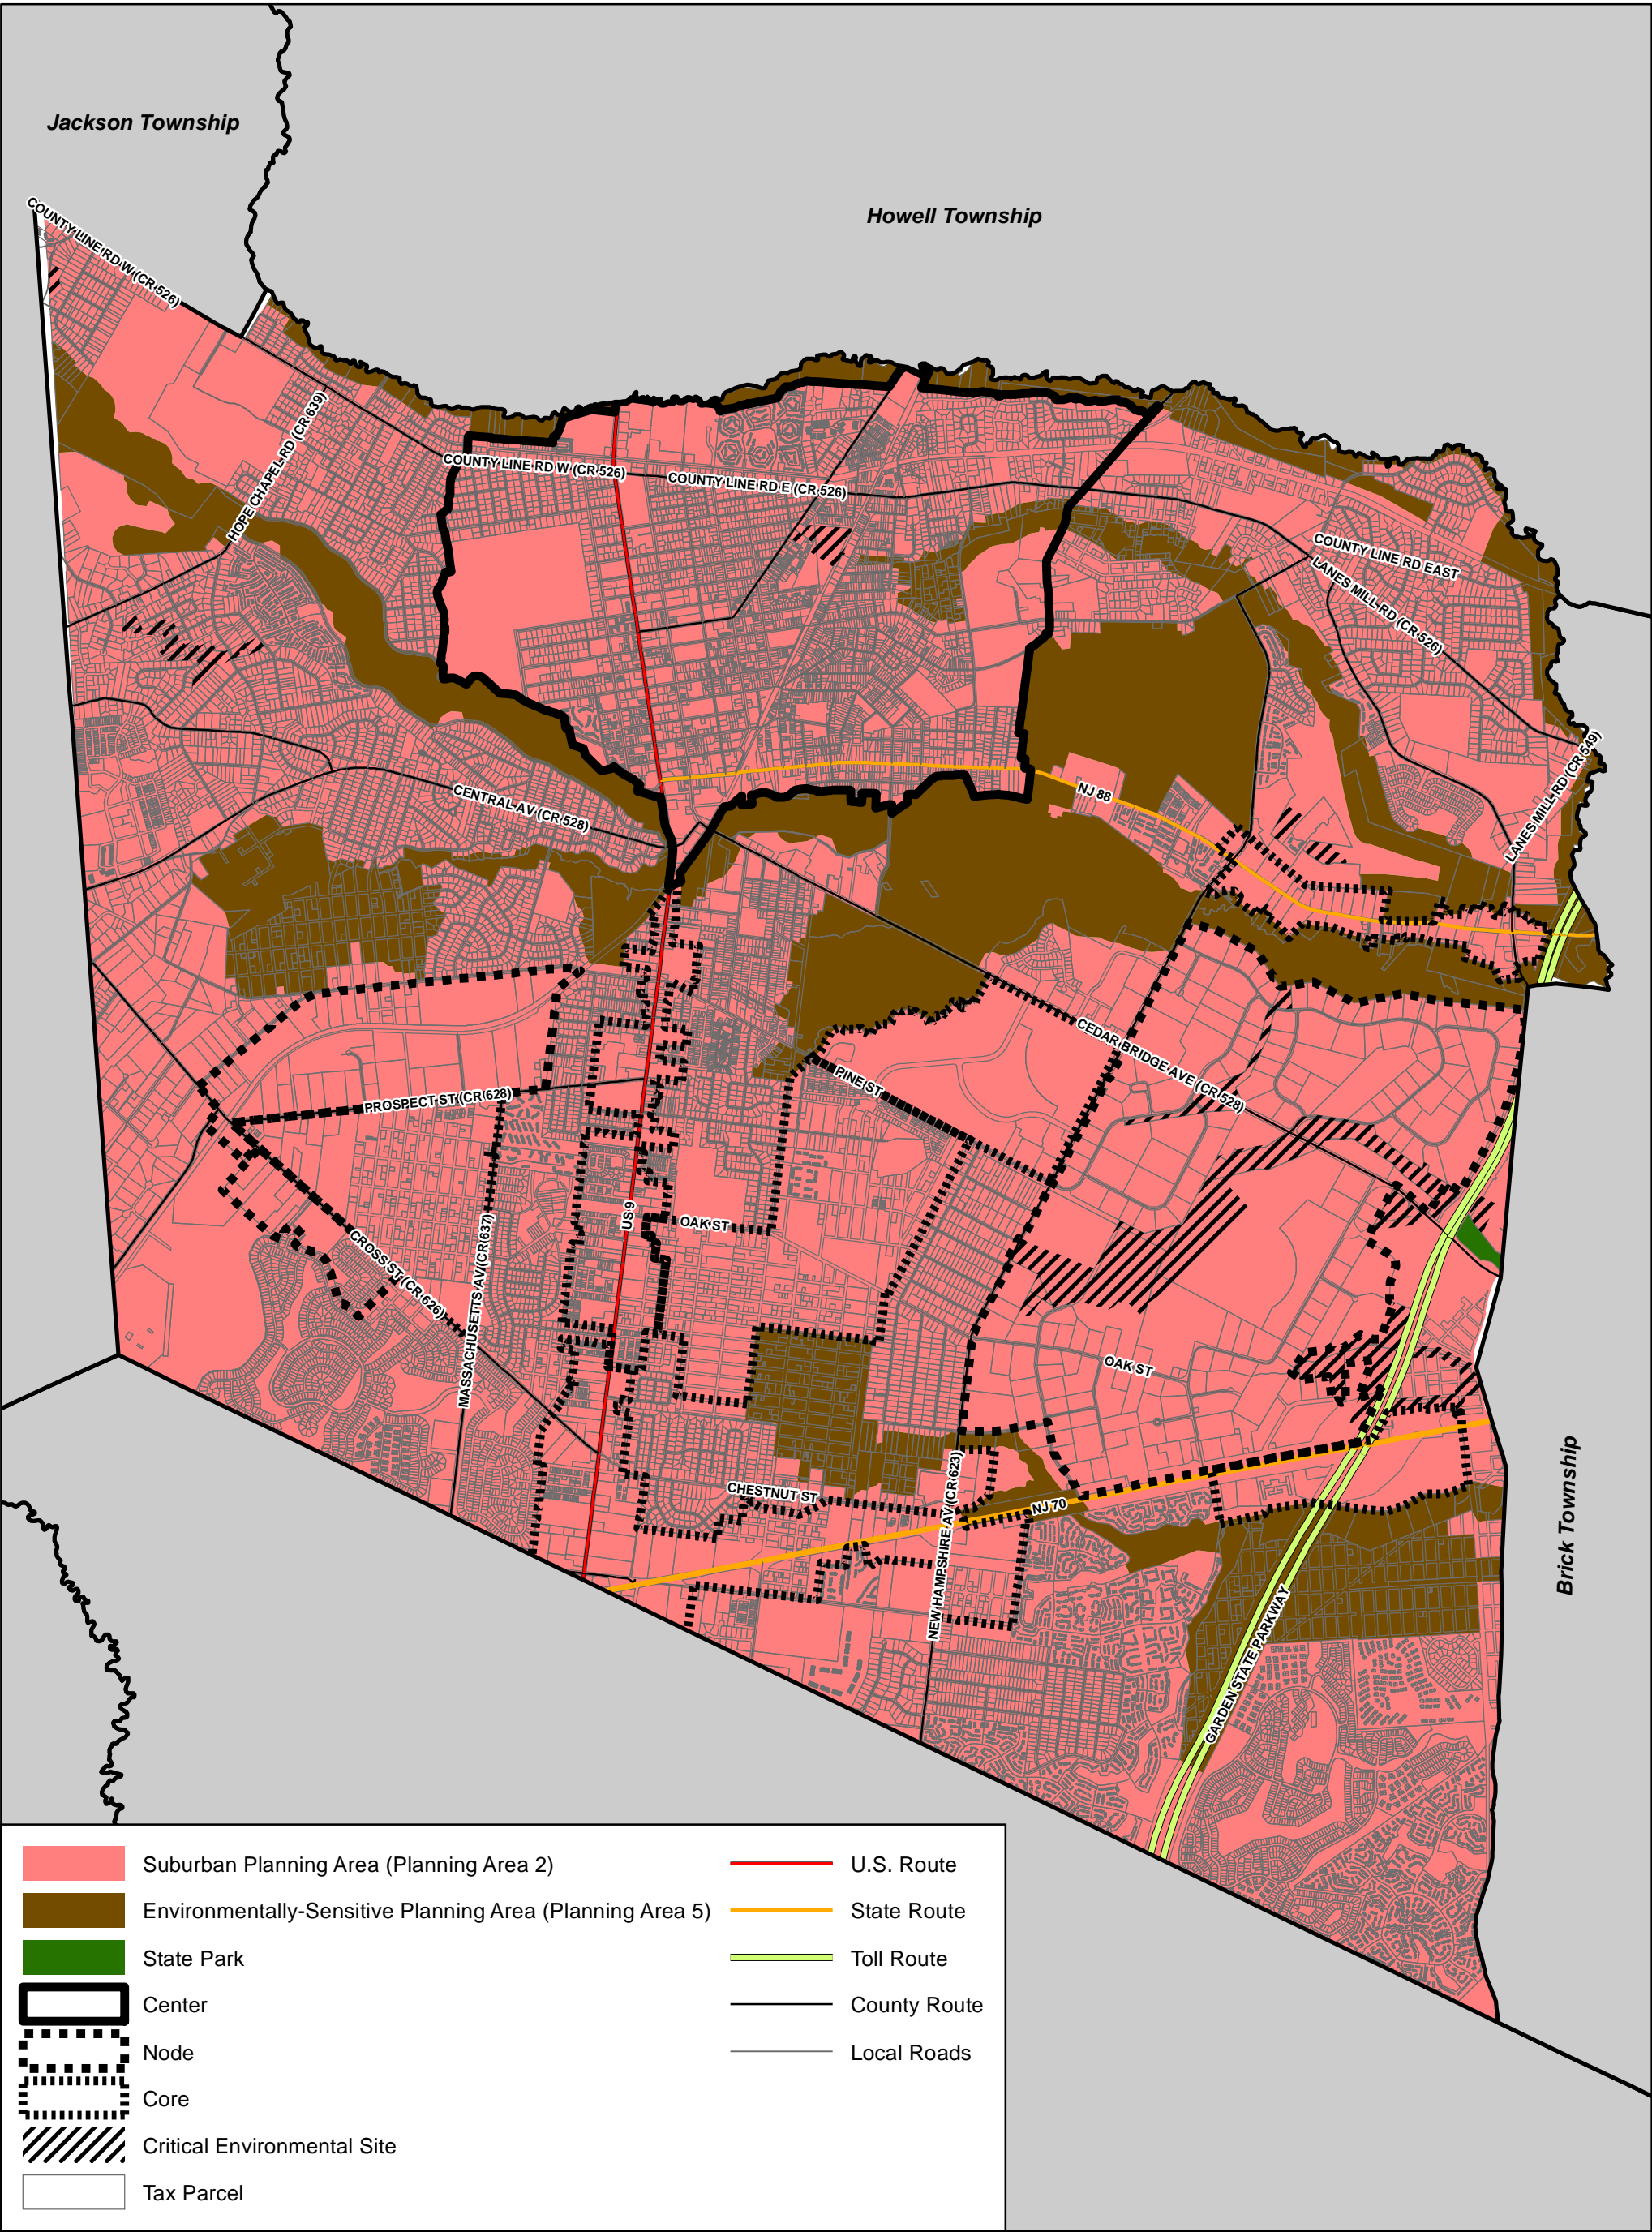 Jackson Township
Howell Township
COUNTY LINE RD W (CR 526)
HOPE CHAPEL RD (CR 639)
COUNTY LINE RD W (CR 526)
COUNTY LINE RD E (CR 526)
COUNTY LINE RD EAST
LANES MILL RD (CR 526)
LANES MILL RD (CR 549)
CENTRAL AV (CR 528)
NJ 88
CEDAR BRIDGE AVE (CR 528)
PINE ST
PROSPECT ST (CR 628)
US 9
OAK ST
CROSS ST (CR 626)
MASSACHUSETTS AV (CR 637)
OAK ST
CHESTNUT ST
NEW HAMPSHIRE AV (CR 623)
NJ 70
GARDEN STATE PARKWAY
Brick Township
Suburban Planning Area (Planning Area 2)
Environmentally-Sensitive Planning Area (Planning Area 5)
State Park
Center
Node
Core
Critical Environmental Site
Tax Parcel
U.S. Route
State Route
Toll Route
County Route
Local Roads